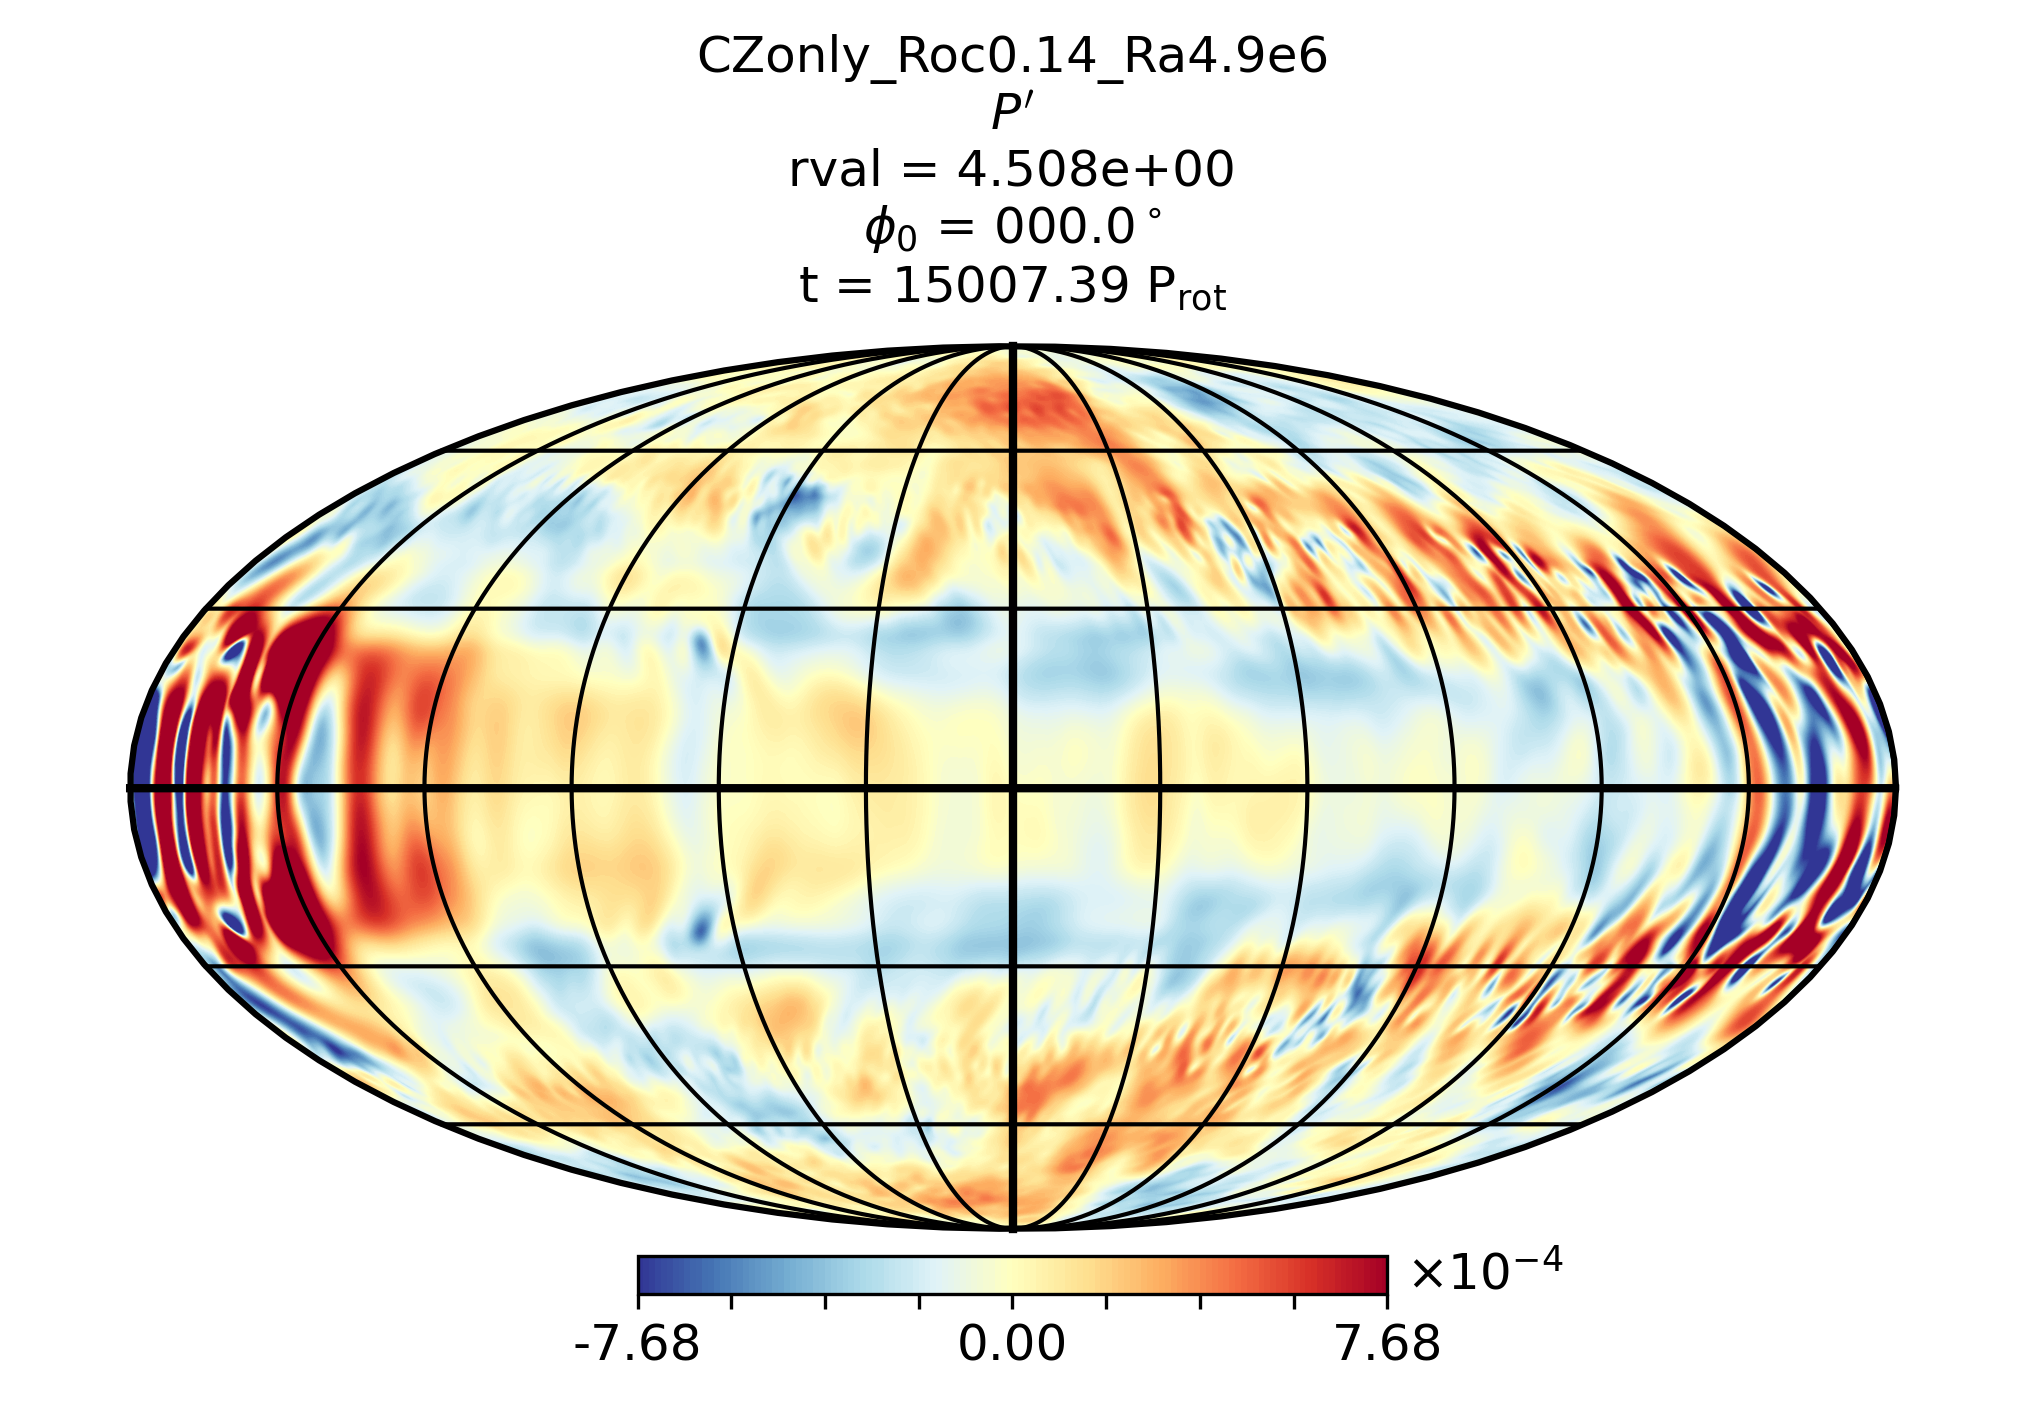 CZonly_Roc0.14_Ra4.9e6
P′
rval = 4.508e+00
ϕ₀ = 000.0°
t = 15007.39 P_rot
×10⁻⁴
-7.68 0.00 7.68